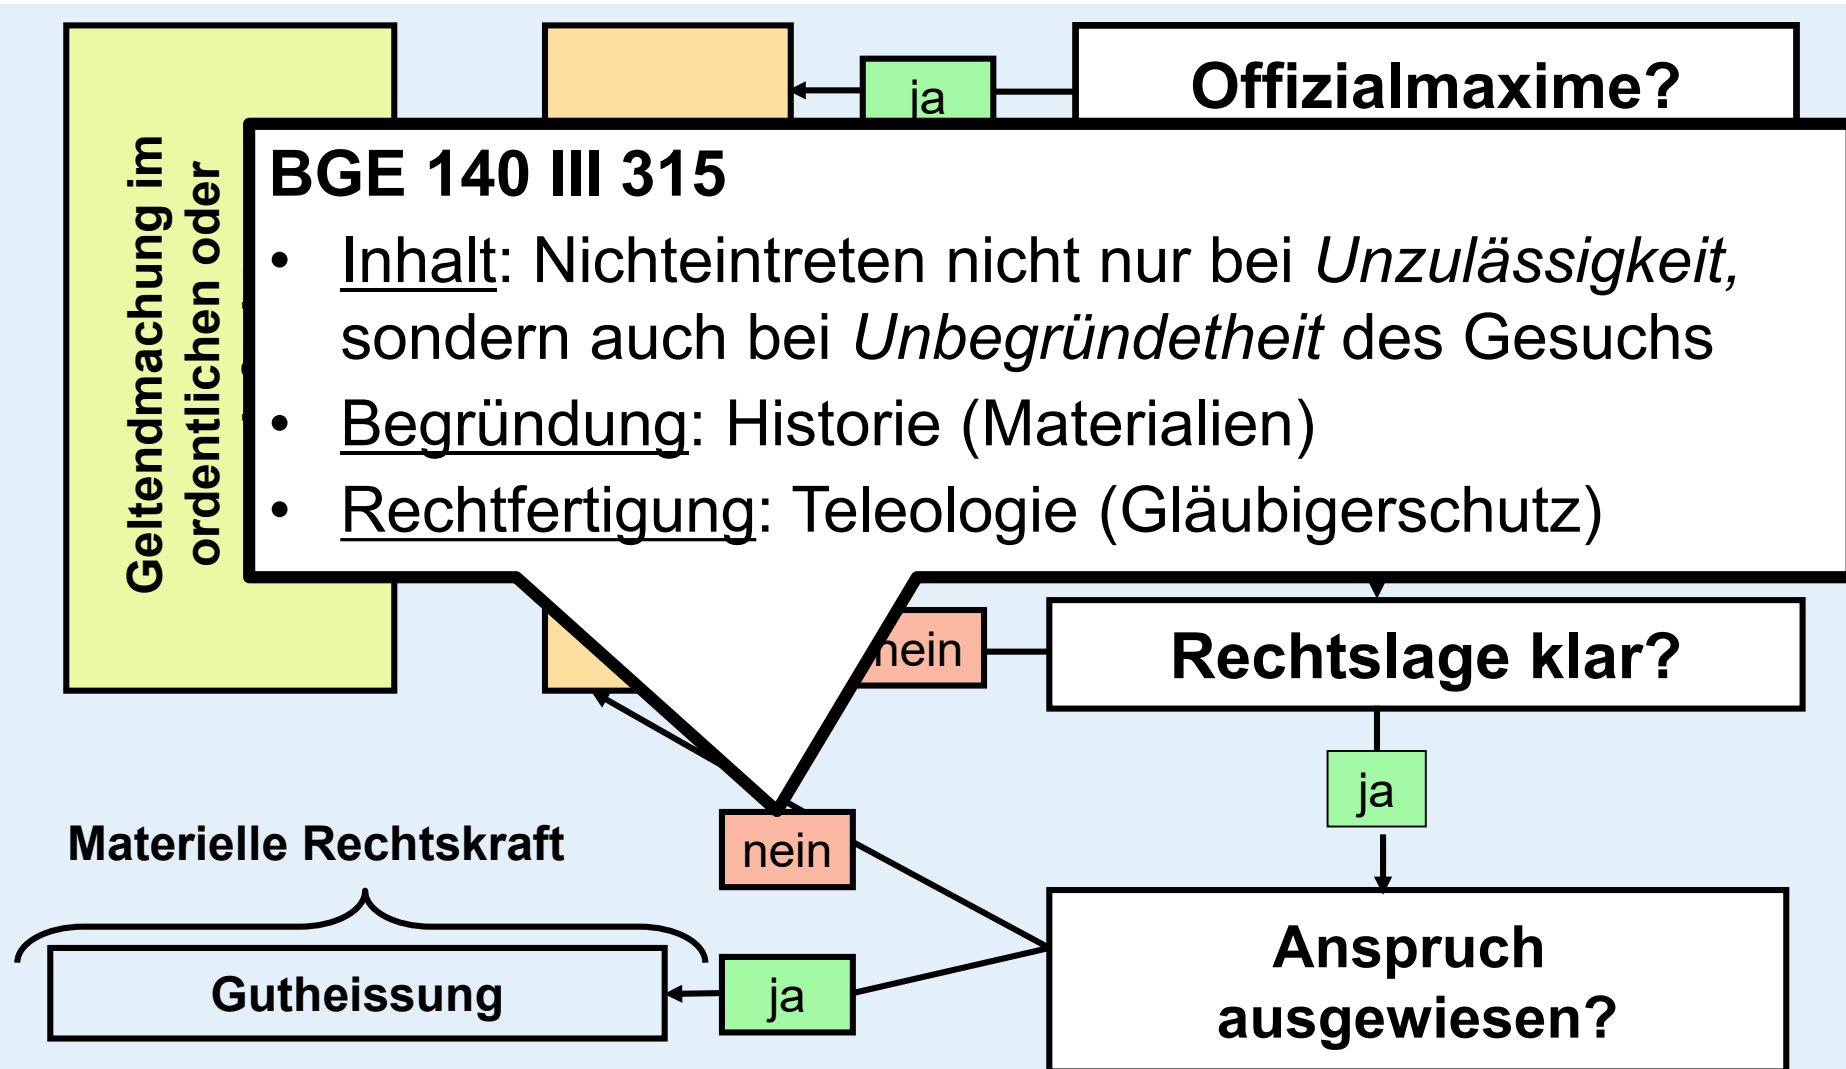 Offizialmaxime?
ja
Geltendmachung im
ordentlichen oder
BGE 140 III 315
• Inhalt: Nichteintreten nicht nur bei Unzulässigkeit,
sondern auch bei Unbegründetheit des Gesuchs
• Begründung: Historie (Materialien)
• Rechtfertigung: Teleologie (Gläubigerschutz)
nein
Rechtslage klar?
ja
Materielle Rechtskraft
nein
Gutheissung
ja
Anspruch
ausgewiesen?